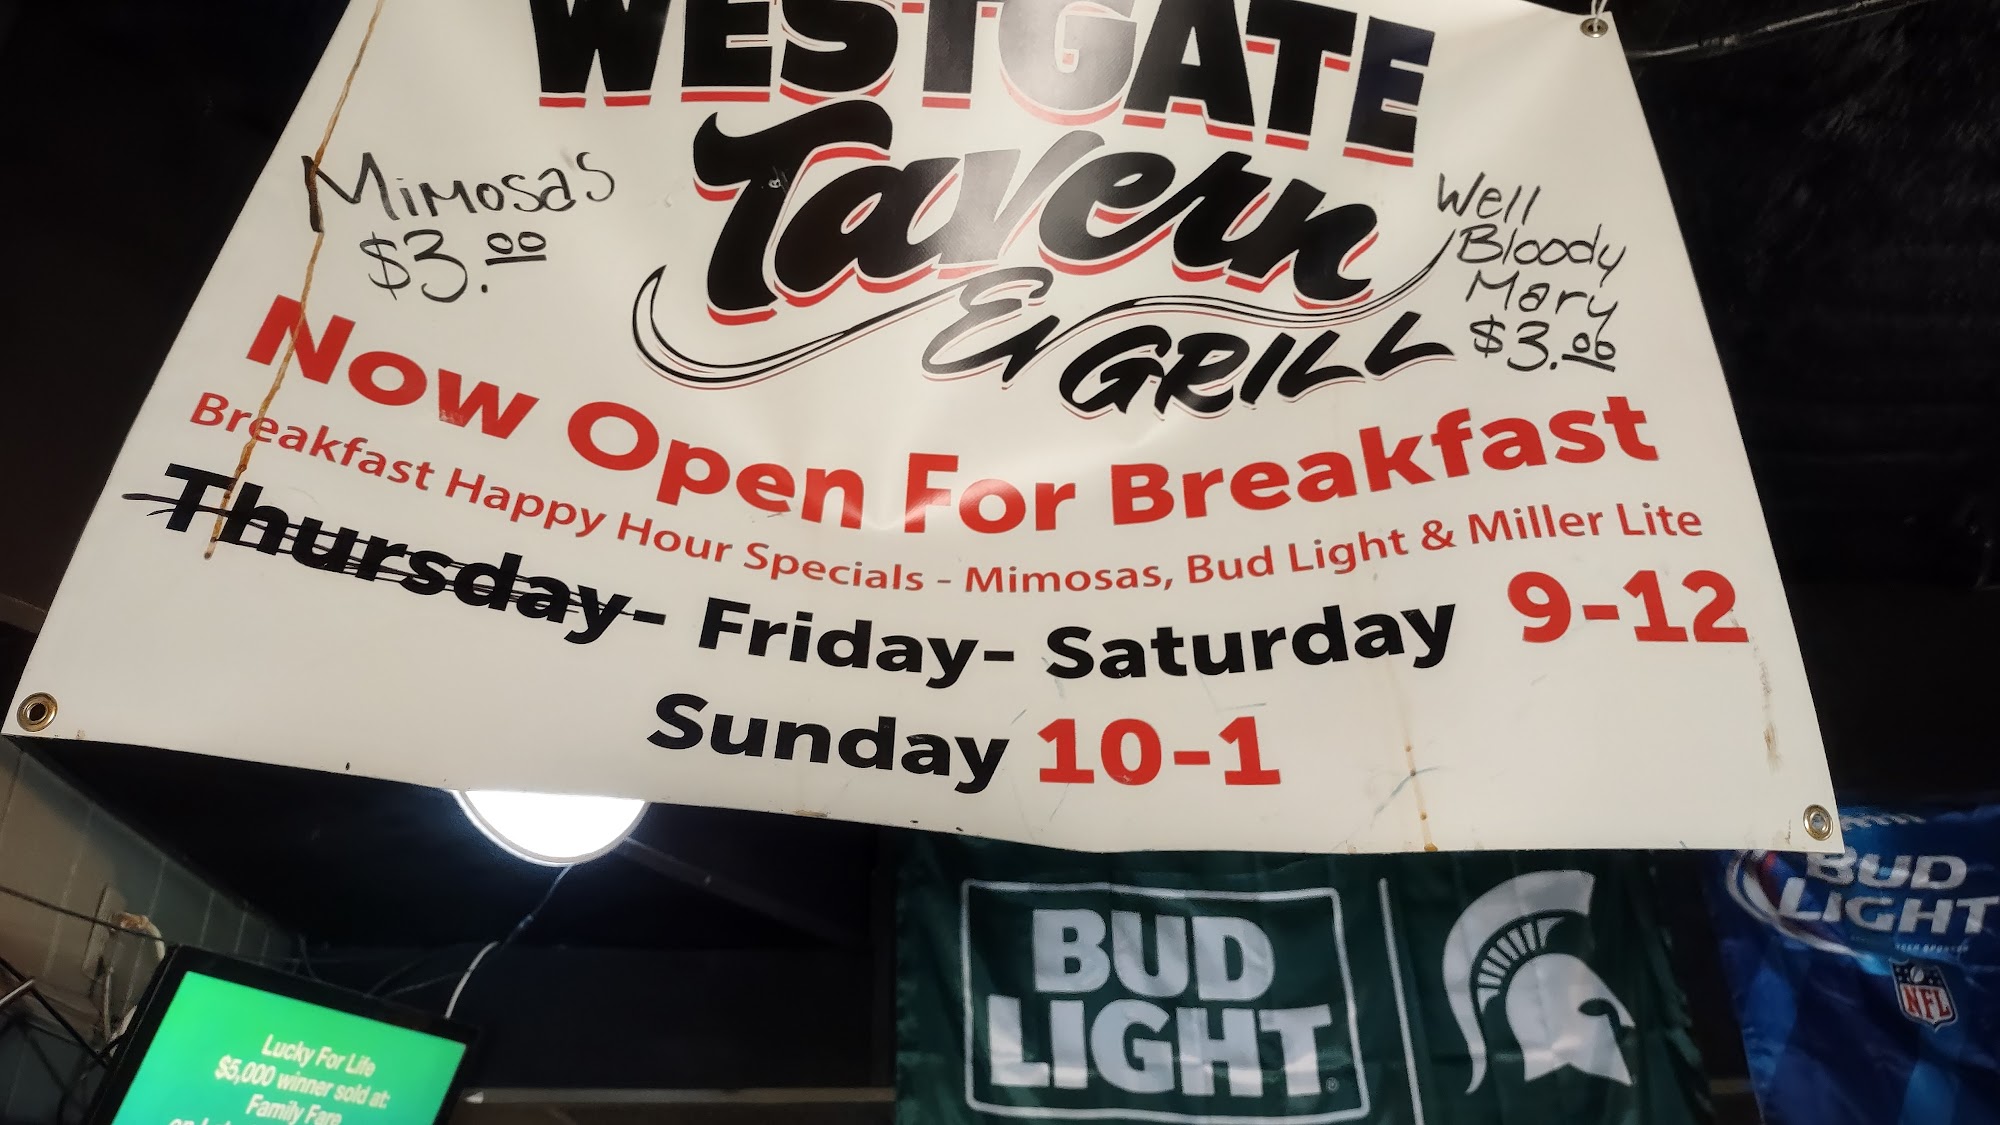 WESTGATE
Tavern
& GRILL
Mimosa's
$3.00
Well
Bloody
Mary
$3.00
Now Open For Breakfast
Breakfast Happy Hour Specials - Mimosas, Bud Light & Miller Lite
Thursday- Friday- Saturday 9-12
Sunday 10-1
BUD
LIGHT
BUD
LIGHT
NFL
Lucky For Life
$5,000 winner sold at:
Family Fare